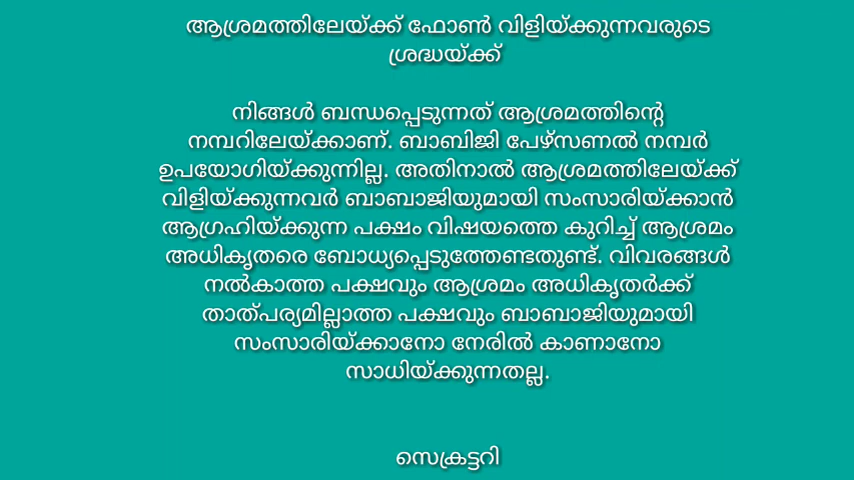 ആശ്രമത്തിലേയ്ക്ക് ഫോൺ വിളിയ്ക്കുന്നവരുടെ
ശ്രദ്ധയ്ക്ക്
നിങ്ങൾ ബന്ധപ്പെടുന്നത് ആശ്രമത്തിന്റെ
നമ്പറിലേയ്ക്കാണ്. ബാബിജി പേഴ്സണൽ നമ്പർ
ഉപയോഗിയ്ക്കുന്നില്ല. അതിനാൽ ആശ്രമത്തിലേയ്ക്ക്
വിളിയ്ക്കുന്നവർ ബാബാജിയുമായി സംസാരിയ്ക്കാൻ
ആഗ്രഹിയ്ക്കുന്ന പക്ഷം വിഷയത്തെ കുറിച്ച് ആശ്രമം
അധികൃതരെ ബോധ്യപ്പെടുത്തേണ്ടതുണ്ട്. വിവരങ്ങൾ
നൽകാത്ത പക്ഷവും ആശ്രമം അധികൃതർക്ക്
താത്പര്യമില്ലാത്ത പക്ഷവും ബാബാജിയുമായി
സംസാരിയ്ക്കാനോ നേരിൽ കാണാനോ
സാധിയ്ക്കുന്നതല്ല.
സെക്രട്ടറി